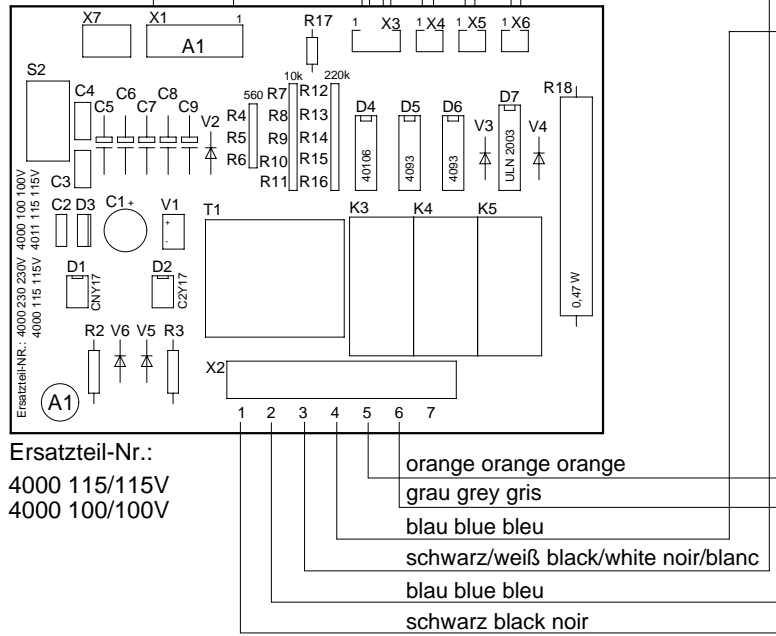 X7 X1 1 R17 1 X3 1 X4 1 X5 1 X6
A1
S2
C4 C6 C8
C5 C7 C9 V2
560 10k 220k
R4 R7 R12
R5 R8 R13
R6 R9 R14
R10 R15
R11 R16
D4 D5 D6 D7 R18
V3 V4
40106 4093 4093 ULN 2003
C3
C2 D3 C1 + V1
+
-
T1 K3 K4 K5
0,47 W
D1 D2
CNY17 C2Y17
R2 V6 V5 R3
X2
Ersatzteil-NR.: 4000 230 230V 4000 100 100V
4000 115 115V 4011 115 115V
A1
1 2 3 4 5 6 7
Ersatzteil-Nr.:
4000 115/115V
4000 100/100V
orange orange orange
grau grey gris
blau blue bleu
schwarz/weiß black/white noir/blanc
blau blue bleu
schwarz black noir